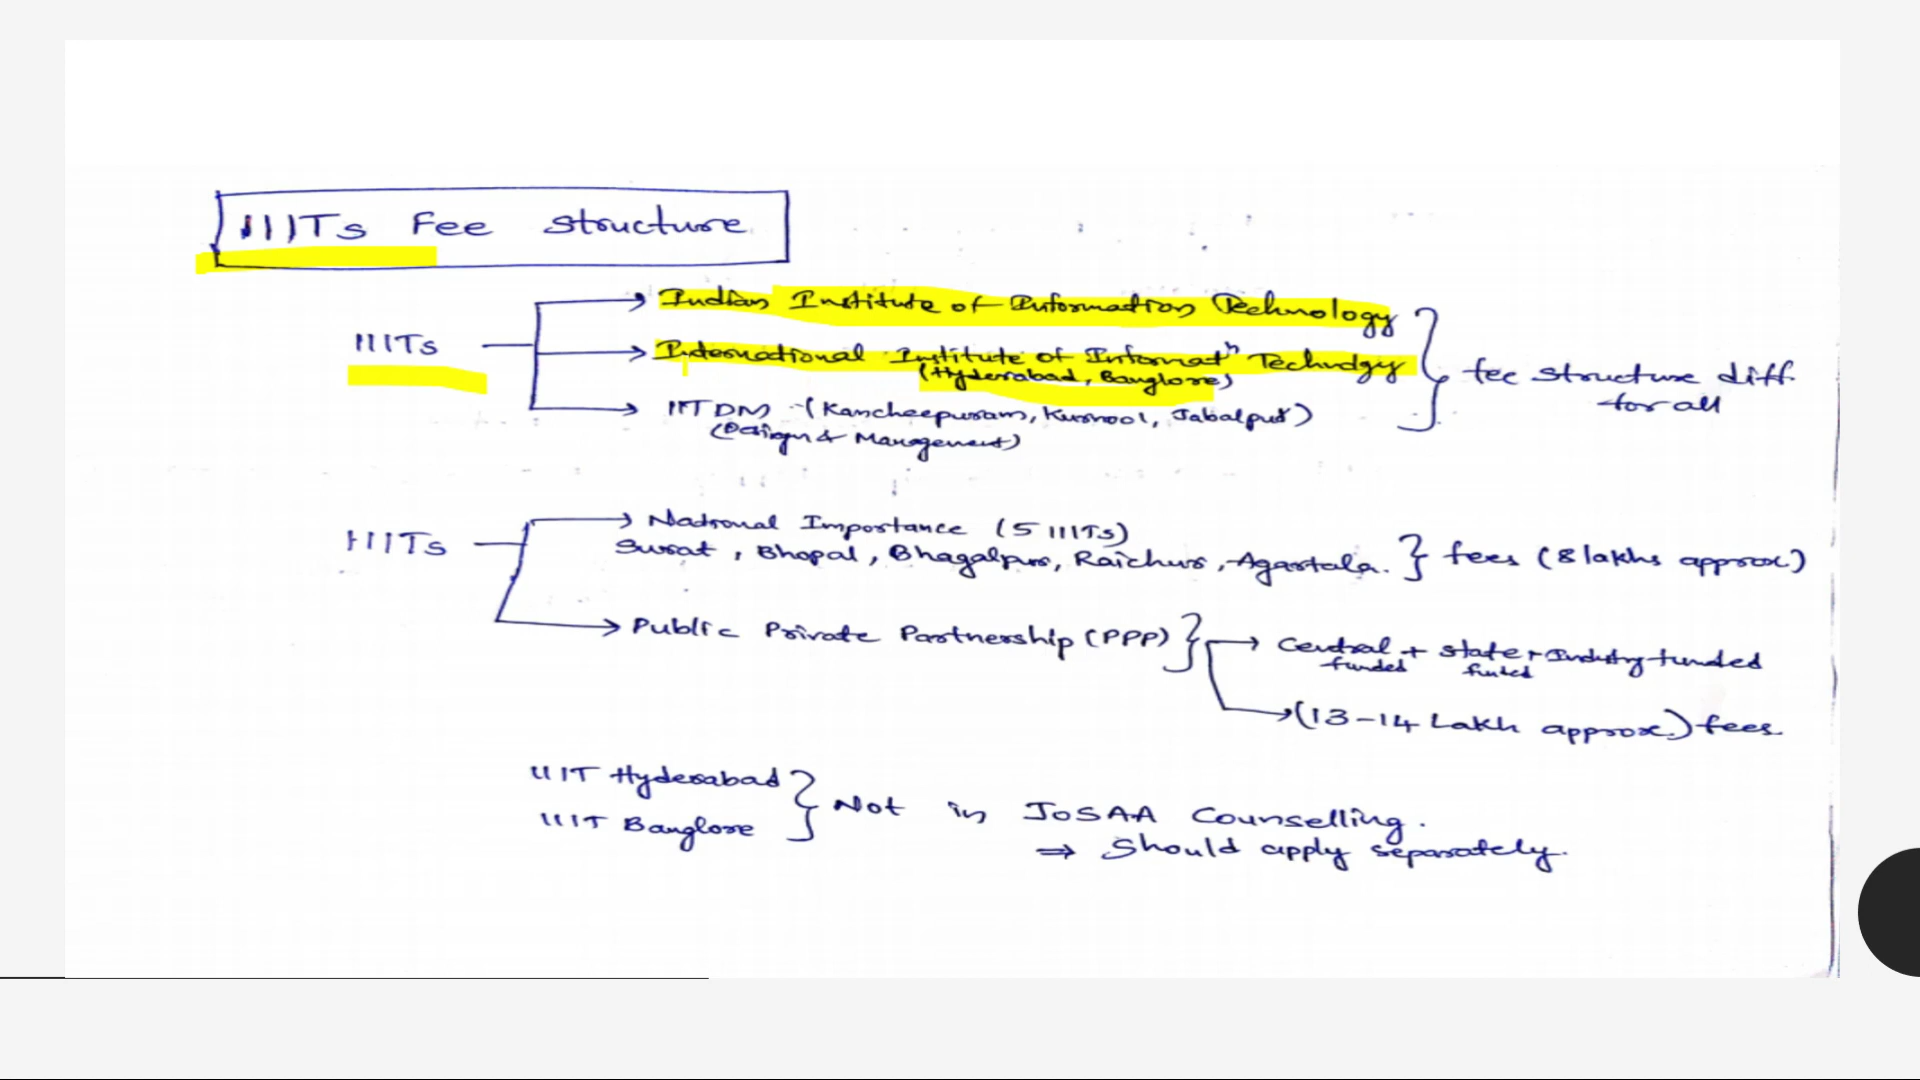 IIITs Fee Structure
Indian Institute of Information Technology
IIITs
International Institute of Informatⁿ Technology
(Hyderabad, Banglore)
fee structure diff.
for all
IIITDM - (Kancheepuram, Kurnool, Jabalpur)
(Design & Management)
National Importance (5 IIITs)
IIITs
Surat, Bhopal, Bhagalpur, Raichur, Agartala. } fees (8 lakhs approx)
Public Private Partnership (PPP)
Central + State + Industry funded
funded funded
(13-14 Lakh approx.) fees
IIIT Hyderabad
IIIT Banglore
Not in JoSAA Counselling.
⇒ Should apply separately.